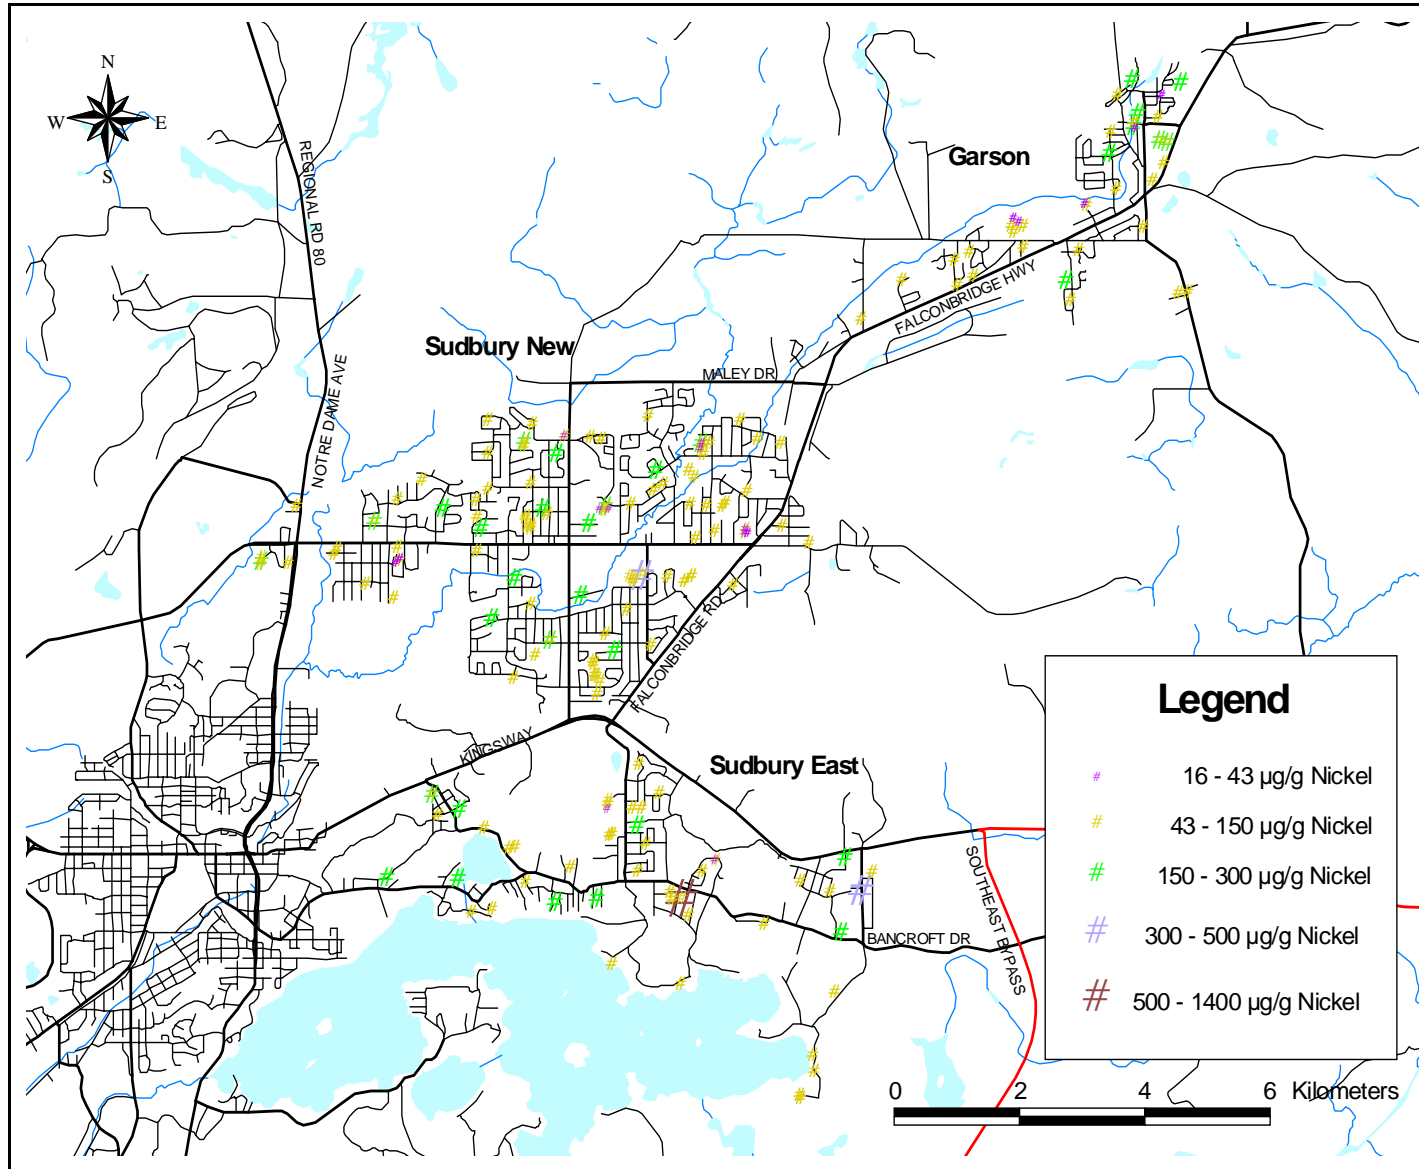 N
W E
S
REGIONAL RD 80
Garson
FALCONBRIDGE HWY
Sudbury New
MALEY DR
NOTRE DAME AVE
FALCONBRIDGE RD
KINGSWAY
Sudbury East
SOUTHEAST BYPASS
BANCROFT DR
Legend
# 16 - 43 µg/g Nickel
# 43 - 150 µg/g Nickel
# 150 - 300 µg/g Nickel
# 300 - 500 µg/g Nickel
# 500 - 1400 µg/g Nickel
0 2 4 6 Kilometers